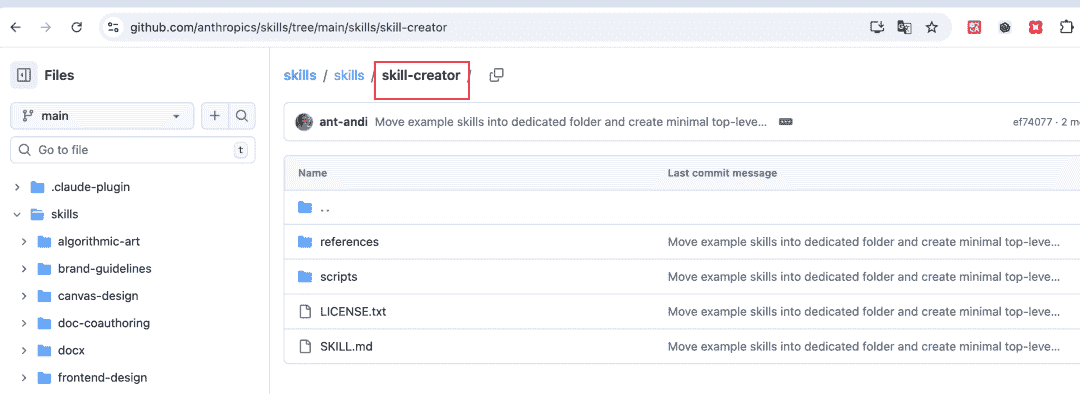 github.com/anthropics/skills/tree/main/skills/skill-creator
Files
skills / skills / skill-creator /
main
ant-andi Move example skills into dedicated folder and create minimal top-leve... ef74077 · 2 m
Go to file t
Name Last commit message
.claude-plugin
skills
..
algorithmic-art
references Move example skills into dedicated folder and create minimal top-leve...
brand-guidelines
scripts Move example skills into dedicated folder and create minimal top-leve...
canvas-design
LICENSE.txt Move example skills into dedicated folder and create minimal top-leve...
doc-coauthoring
docx
SKILL.md Move example skills into dedicated folder and create minimal top-leve...
frontend-design